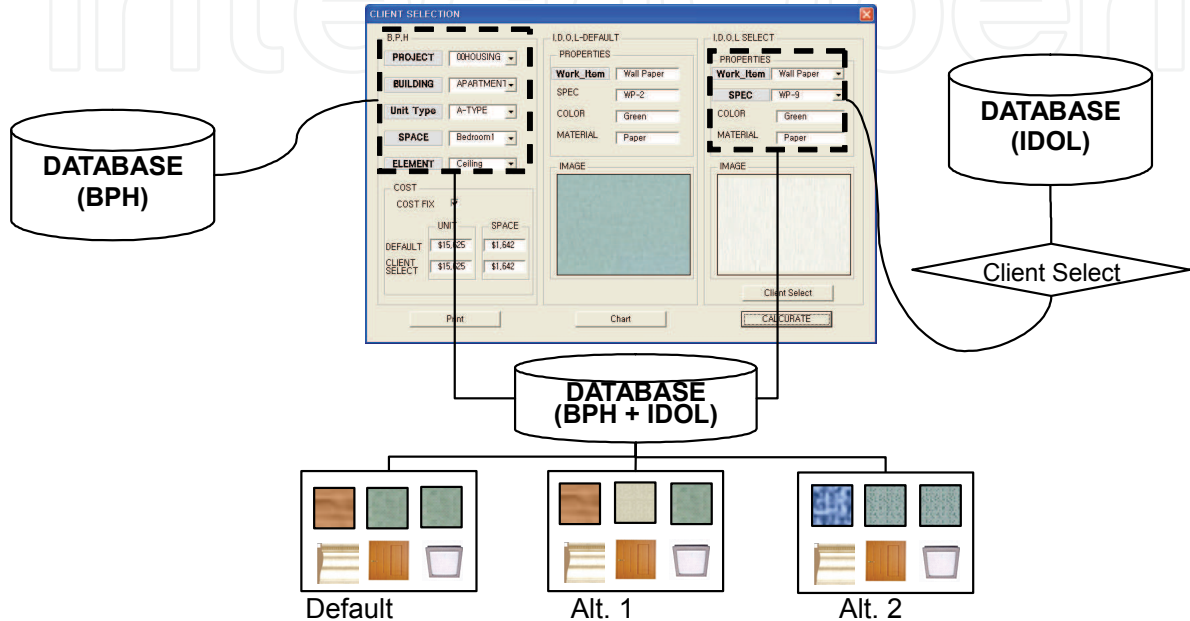 CLIENT SELECTION
B.P.H
PROJECT 00HOUSING
BUILDING APARTMENT
Unit Type A-TYPE
SPACE Bedroom1
ELEMENT Ceiling
COST
COST FIX
UNIT SPACE
DEFAULT $15,625 $1,642
CLIENT
SELECT $15,625 $1,642
Print
I.D.O.L-DEFAULT
PROPERTIES
Work_Item Wall Paper
SPEC WP-2
COLOR Green
MATERIAL Paper
IMAGE
Chart
I.D.O.L SELECT
PROPERTIES
Work_Item Wall Paper
SPEC WP-9
COLOR Green
MATERIAL Paper
IMAGE
Client Select
CALCURATE
DATABASE
(BPH)
DATABASE
(IDOL)
Client Select
DATABASE
(BPH + IDOL)
Default
Alt. 1
Alt. 2